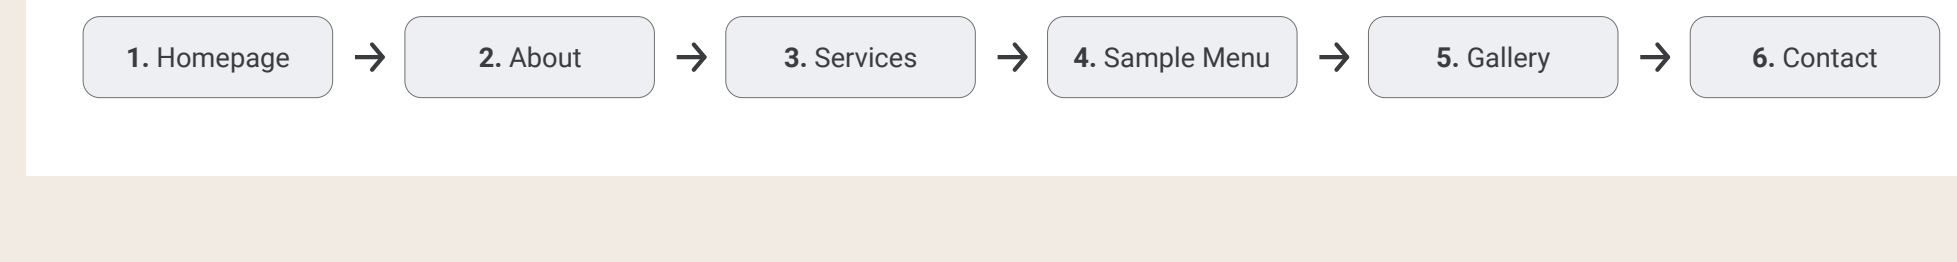 1. Homepage
2. About
3. Services
4. Sample Menu
5. Gallery
6. Contact